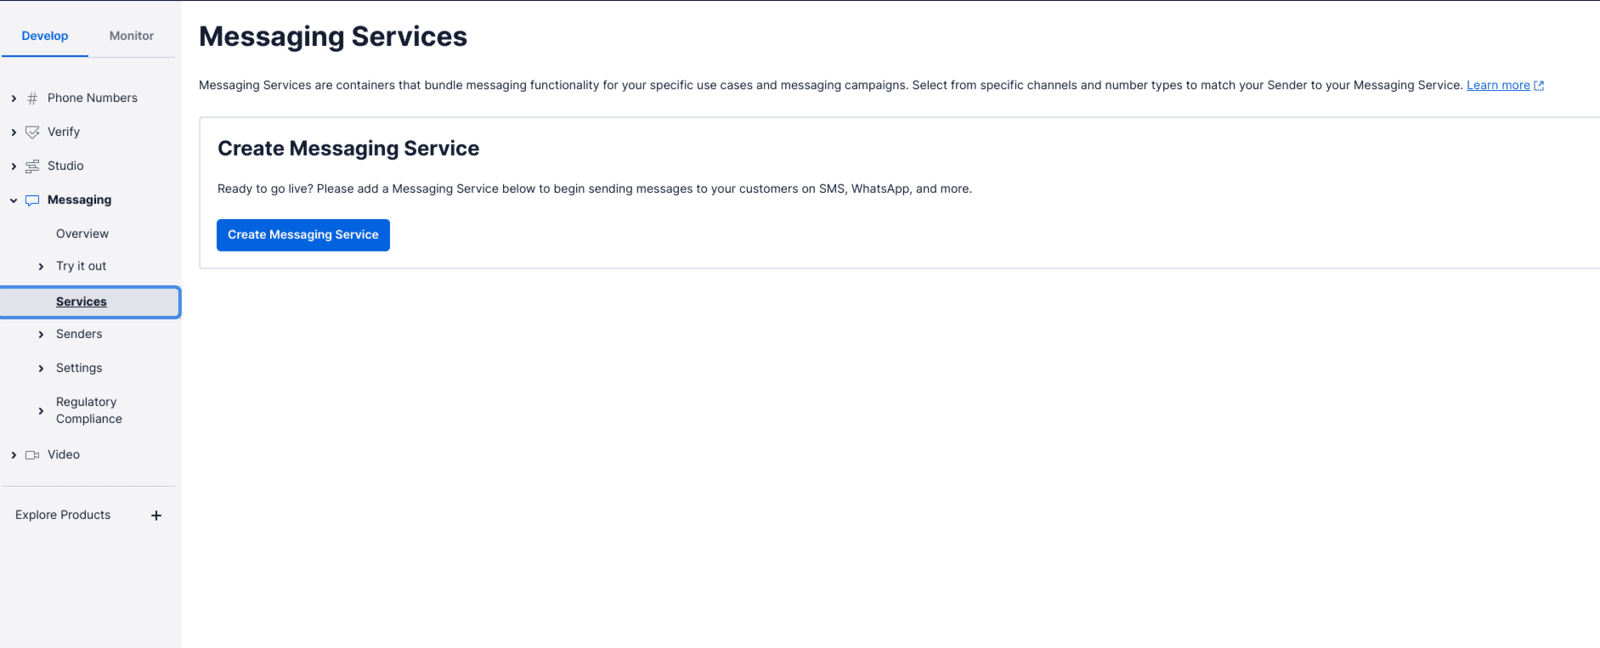 Develop
Monitor
Phone Numbers
Verify
Studio
Messaging
Overview
Try it out
Services
Senders
Settings
Regulatory
Compliance
Video
Explore Products
Messaging Services
Messaging Services are containers that bundle messaging functionality for your specific use cases and messaging campaigns. Select from specific channels and number types to match your Sender to your Messaging Service. Learn more
Create Messaging Service
Ready to go live? Please add a Messaging Service below to begin sending messages to your customers on SMS, WhatsApp, and more.
Create Messaging Service